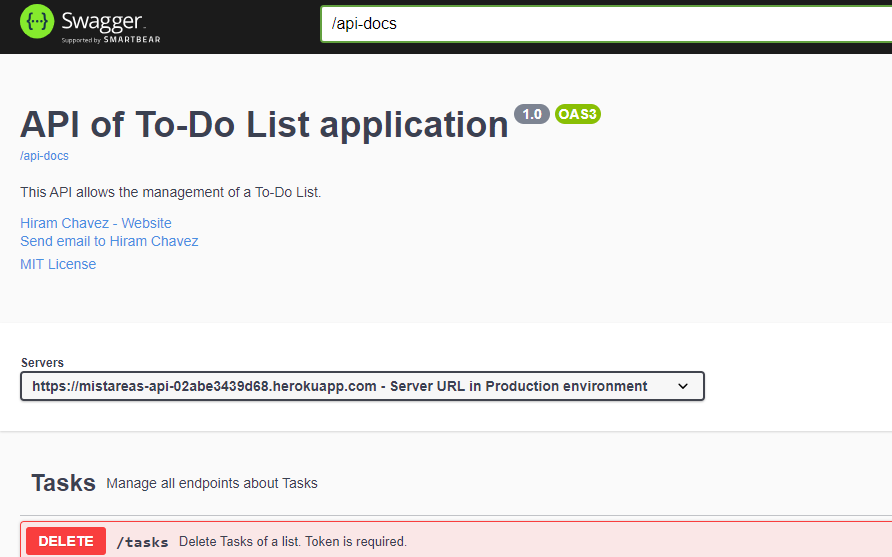 Swagger.
Supported by SMARTBEAR
/api-docs
API of To-Do List application 1.0 OAS3
/api-docs
This API allows the management of a To-Do List.
Hiram Chavez - Website
Send email to Hiram Chavez
MIT License
Servers
https://mistareas-api-02abe3439d68.herokuapp.com - Server URL in Production environment
Tasks Manage all endpoints about Tasks
DELETE /tasks Delete Tasks of a list. Token is required.